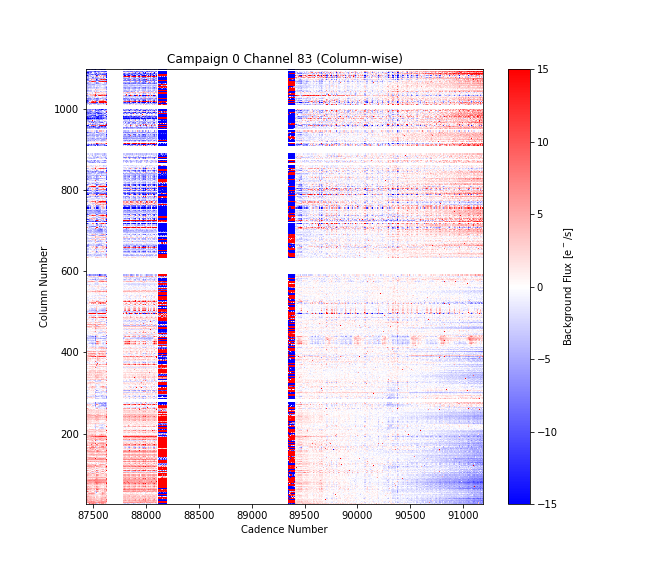 Campaign 0 Channel 83 (Column-wise)
1000
800
600
400
200
Column Number
87500 88000 88500 89000 89500 90000 90500 91000
Cadence Number
15
10
5
0
−5
−10
−15
Background Flux [e⁻/s]